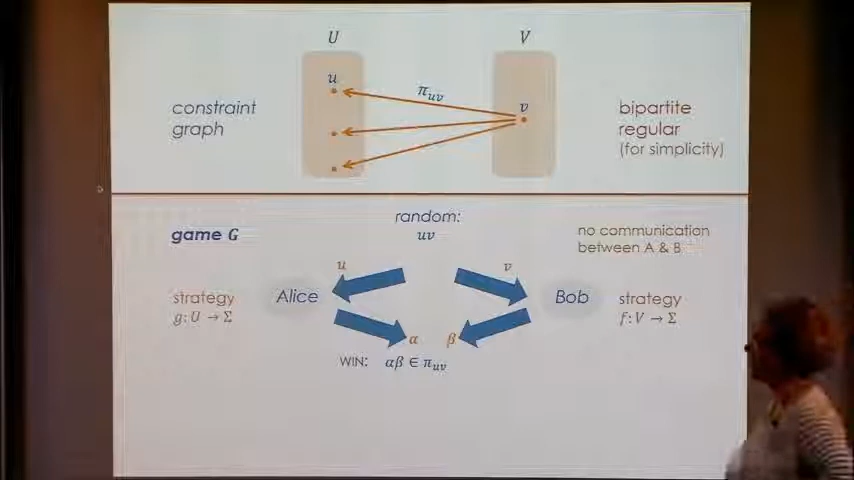 U
V
u
π_uv
v
constraint
graph
bipartite
regular
(for simplicity)
game G
random:
uv
no communication
between A & B
u
v
strategy
g: U → Σ
Alice
Bob
strategy
f: V → Σ
α
β
WIN: αβ ∈ π_uv